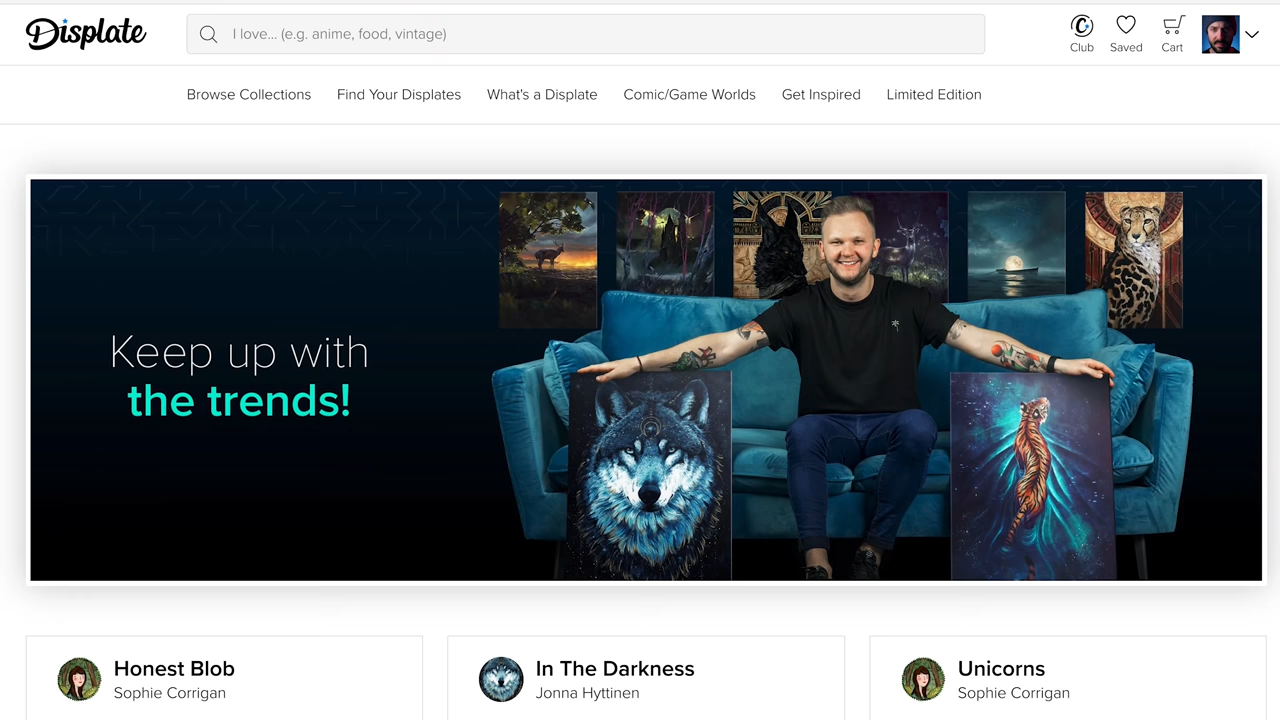 Displate
I love... (e.g. anime, food, vintage)
Club
Saved
Cart
Browse Collections
Find Your Displates
What's a Displate
Comic/Game Worlds
Get Inspired
Limited Edition
Keep up with
the trends!
Honest Blob
Sophie Corrigan
In The Darkness
Jonna Hyttinen
Unicorns
Sophie Corrigan